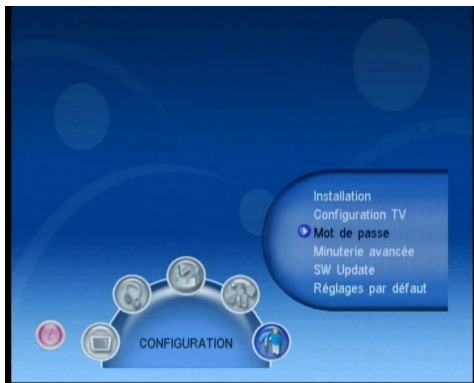 Installation
Configuration TV
Mot de passe
Minuterie avancée
SW Update
Réglages par défaut
CONFIGURATION